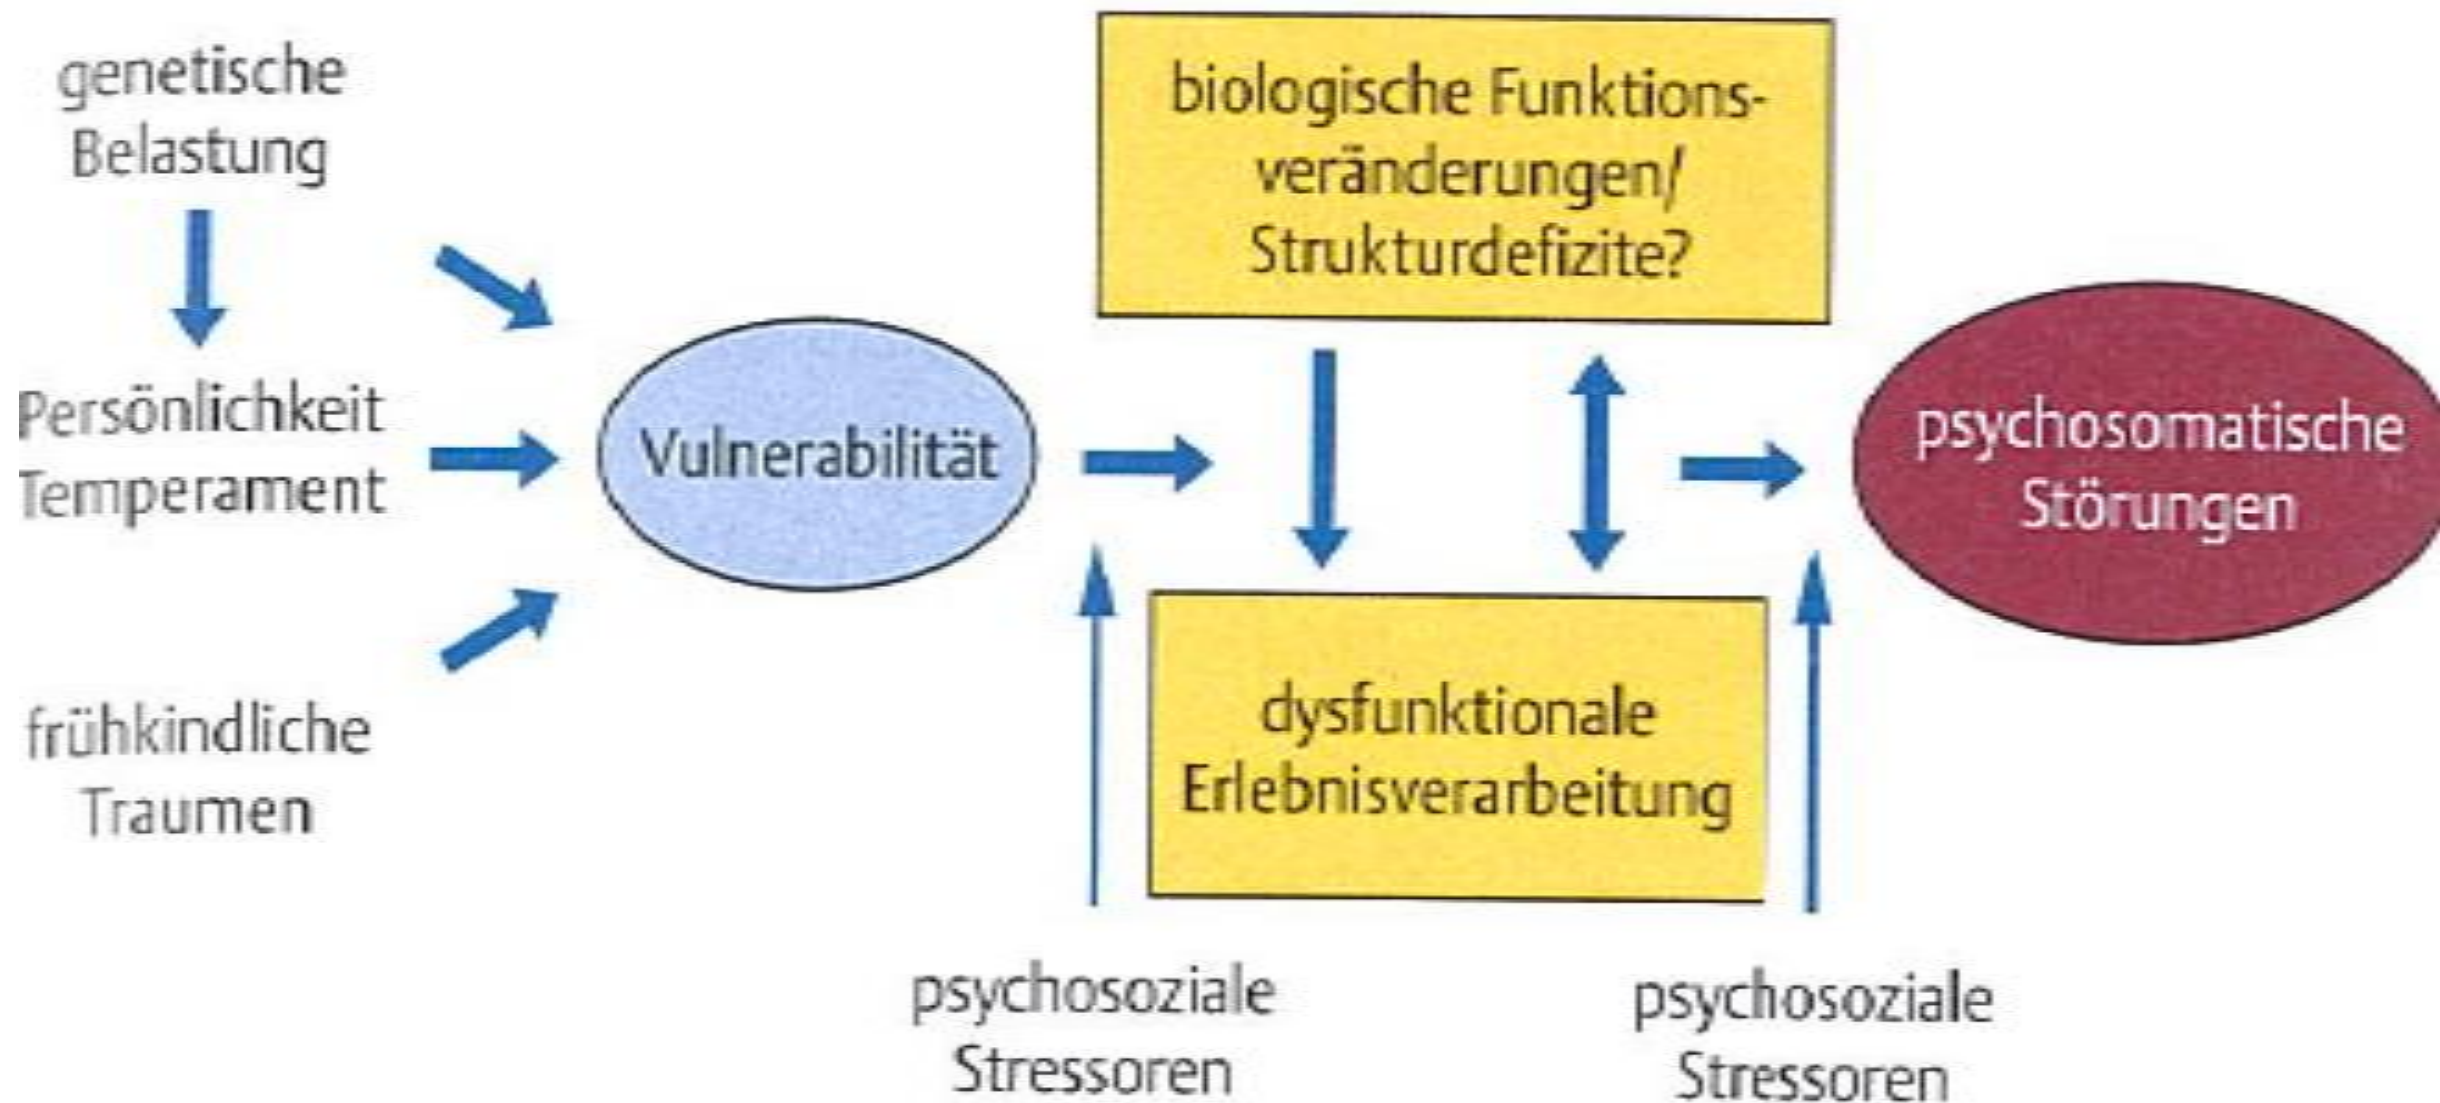 genetische
Belastung
Persönlichkeit
Temperament
frühkindliche
Traumen
Vulnerabilität
biologische Funktions-
veränderungen/
Strukturdefizite?
dysfunktionale
Erlebnisverarbeitung
psychosomatische
Störungen
psychosoziale
Stressoren
psychosoziale
Stressoren